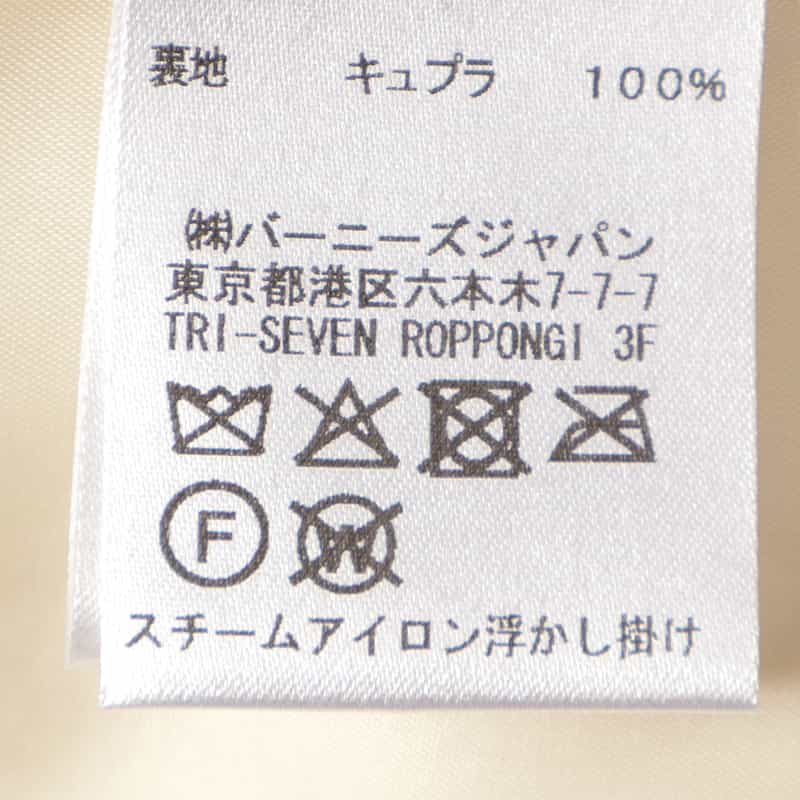 裏地 キュプラ 100%
㈱バーニーズジャパン
東京都港区六本木7-7-7
TRI-SEVEN ROPPONGI 3F
F W
スチームアイロン浮かし掛け